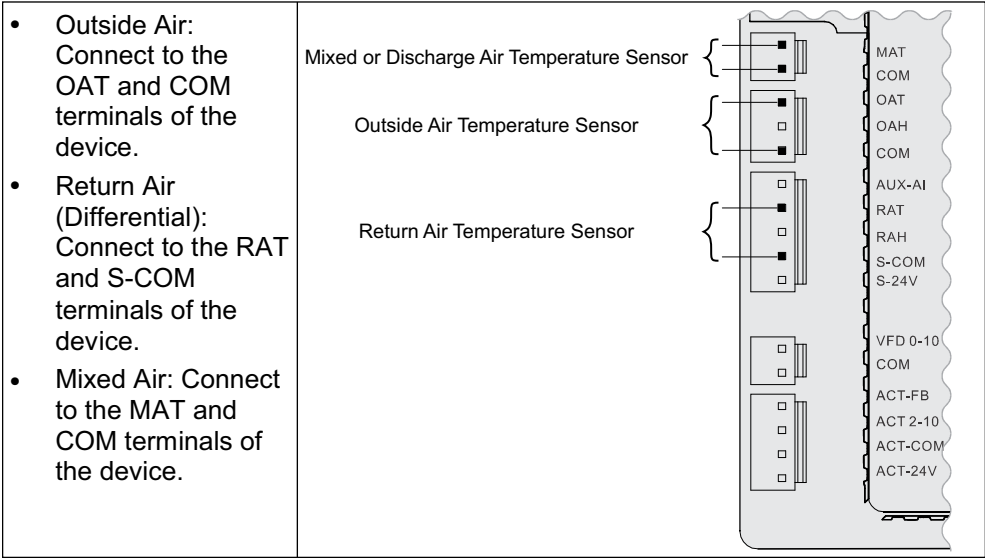 • Outside Air:
Connect to the
OAT and COM
terminals of the
device.
• Return Air
(Differential):
Connect to the RAT
and S-COM
terminals of the
device.
• Mixed Air: Connect
to the MAT and
COM terminals of
the device.
Mixed or Discharge Air Temperature Sensor
Outside Air Temperature Sensor
Return Air Temperature Sensor
MAT
COM
OAT
OAH
COM
AUX-AI
RAT
RAH
S-COM
S-24V
VFD 0-10
COM
ACT-FB
ACT 2-10
ACT-COM
ACT-24V